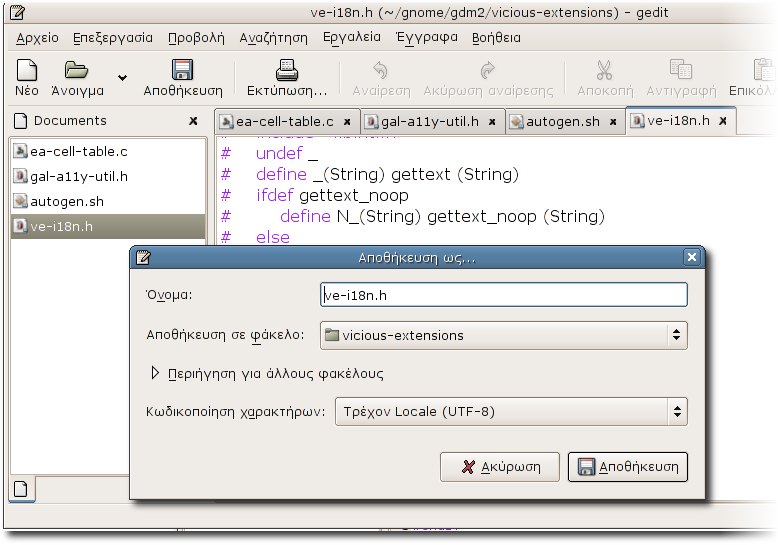 ve-i18n.h (~/gnome/gdm2/vicious-extensions) - gedit
Αρχείο Επεξεργασία Προβολή Αναζήτηση Εργαλεία Έγγραφα Βοήθεια
Νέο Άνοιγμα Αποθήκευση Εκτύπωση... Αναίρεση Ακύρωση αναίρεσης Αποκοπή Αντιγραφή Επικόλ
Documents
ea-cell-table.c gal-a11y-util.h autogen.sh ve-i18n.h
ea-cell-table.c
gal-a11y-util.h
autogen.sh
ve-i18n.h
# undef _
# define _(String) gettext (String)
# ifdef gettext_noop
# define N_(String) gettext_noop (String)
# else
Αποθήκευση ως...
Όνομα: ve-i18n.h
Αποθήκευση σε φάκελο: vicious-extensions
Περιήγηση για άλλους φακέλους
Κωδικοποίηση χαρακτήρων: Τρέχον Locale (UTF-8)
Ακύρωση Αποθήκευση